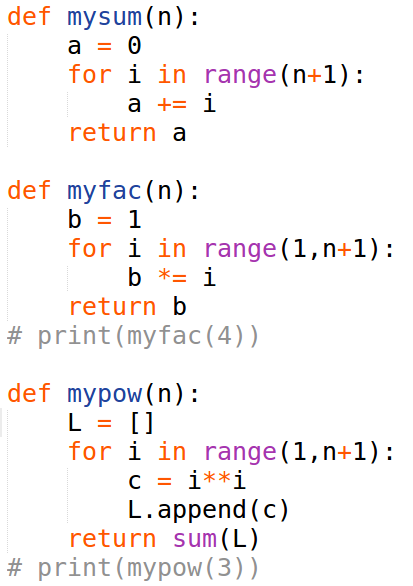 def mysum(n):
    a = 0
    for i in range(n+1):
        a += i
    return a

def myfac(n):
    b = 1
    for i in range(1,n+1):
        b *= i
    return b
# print(myfac(4))

def mypow(n):
    L = []
    for i in range(1,n+1):
        c = i**i
        L.append(c)
    return sum(L)
# print(mypow(3))